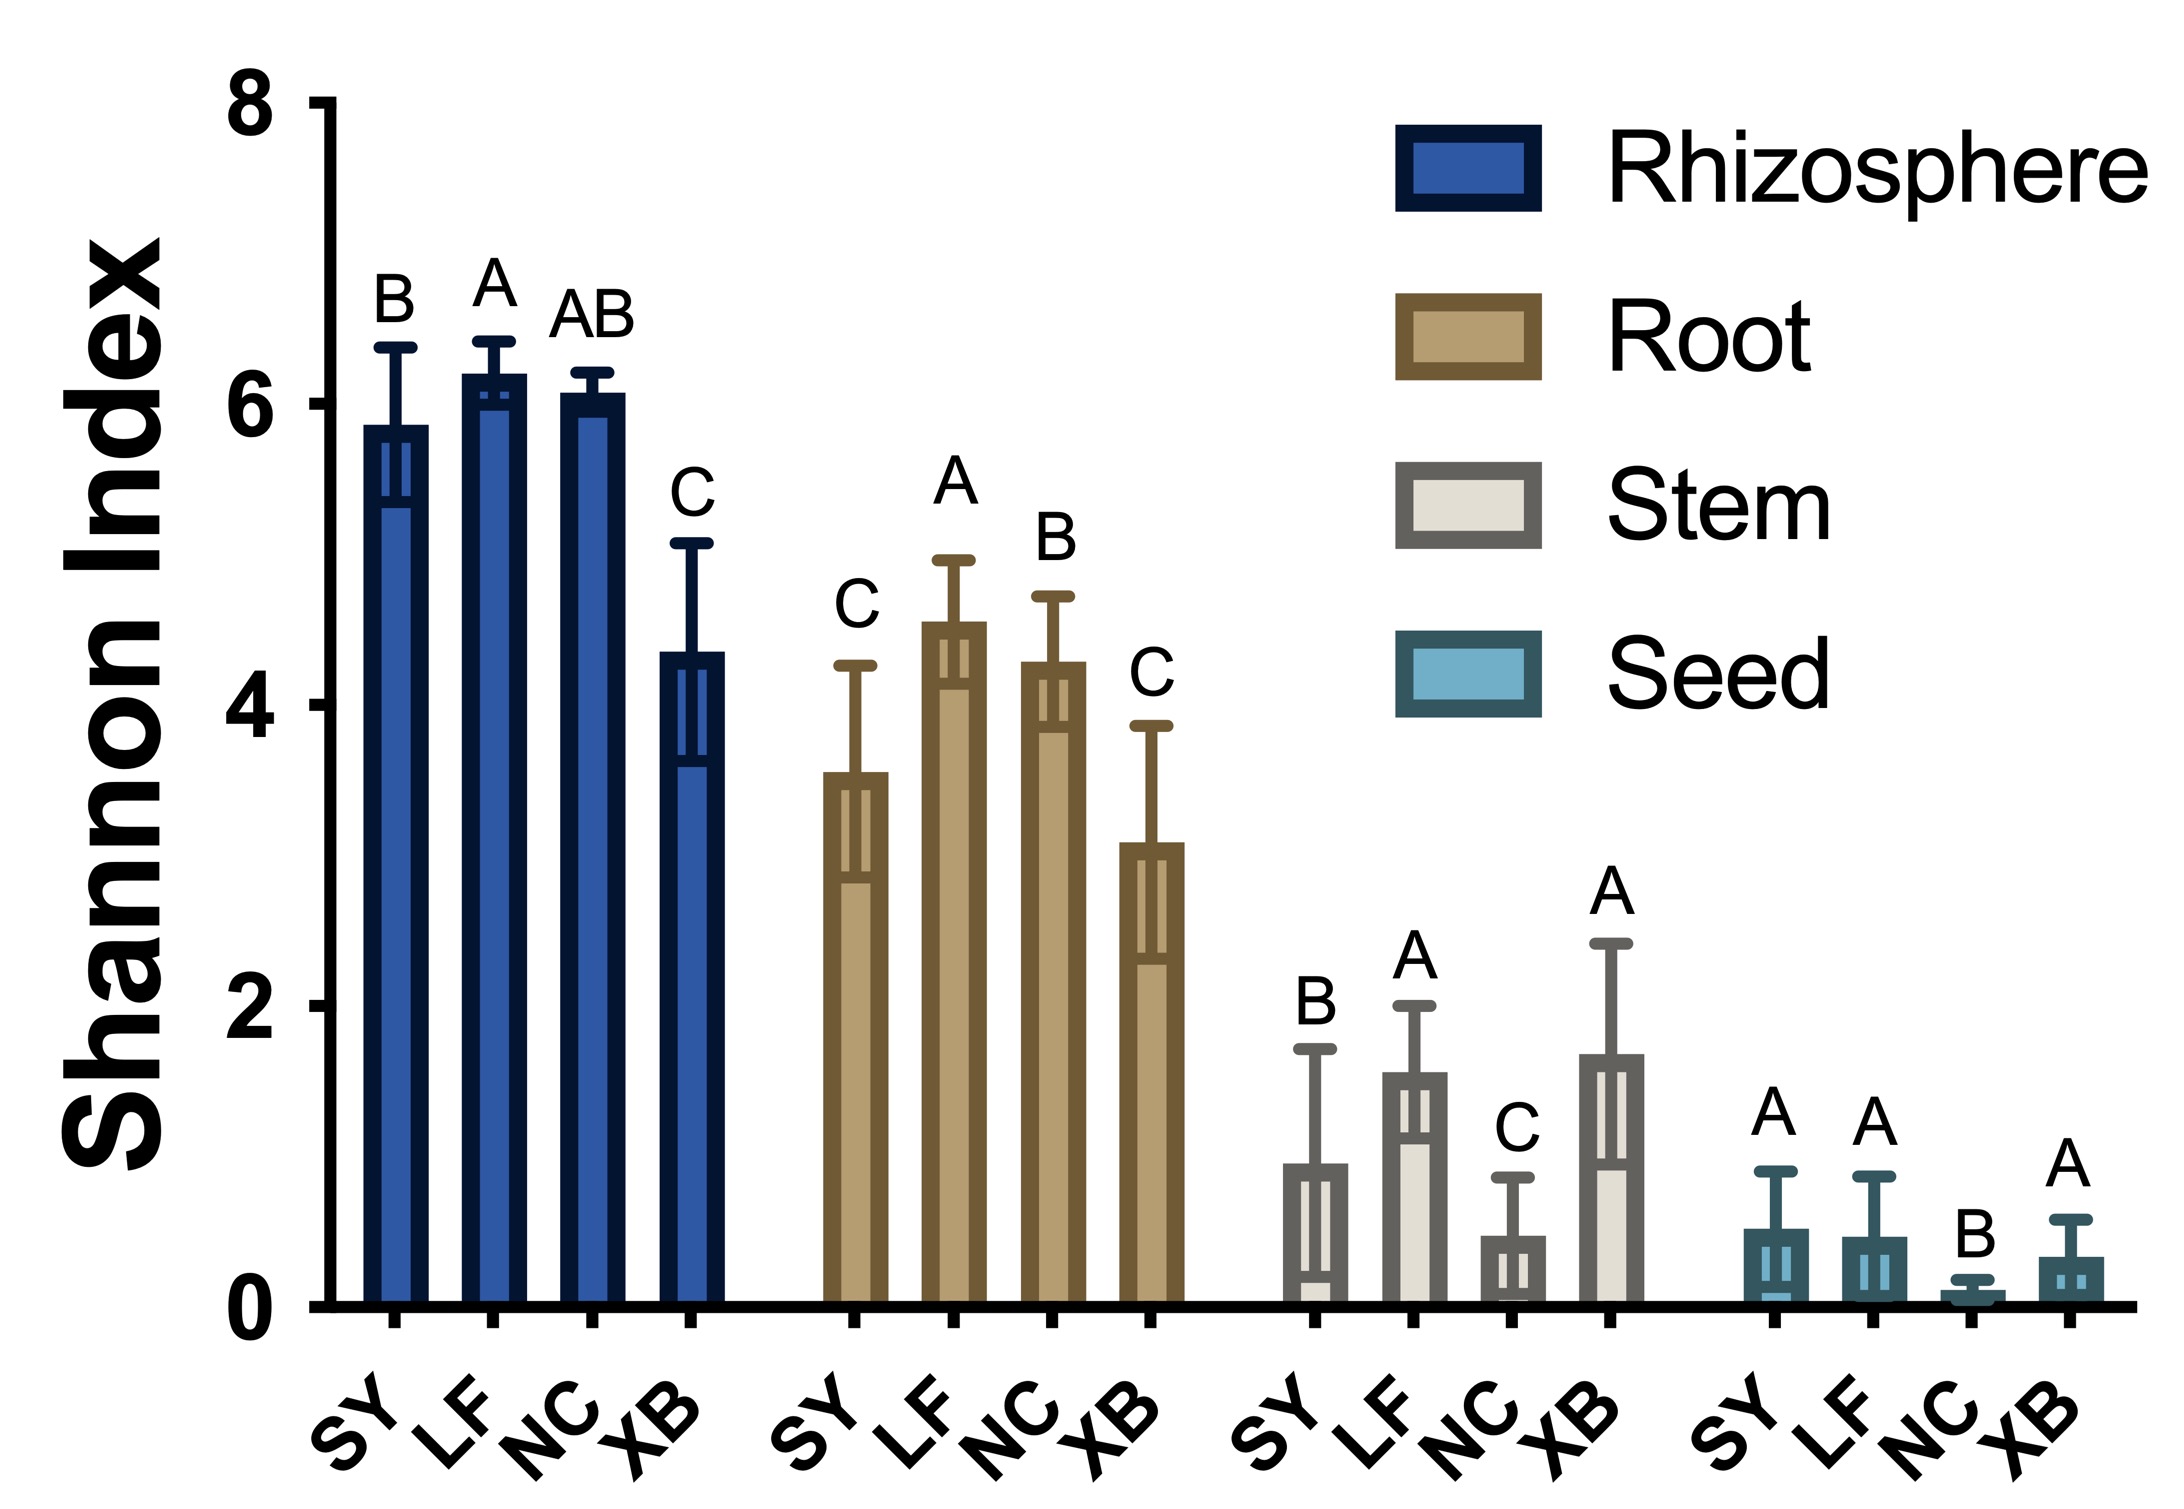 Shannon Index
8
6
4
2
0
Rhizosphere
Root
Stem
Seed
B A AB C
C A B C
B A C A
A A B A
SY LF NC XB SY LF NC XB SY LF NC XB SY LF NC XB